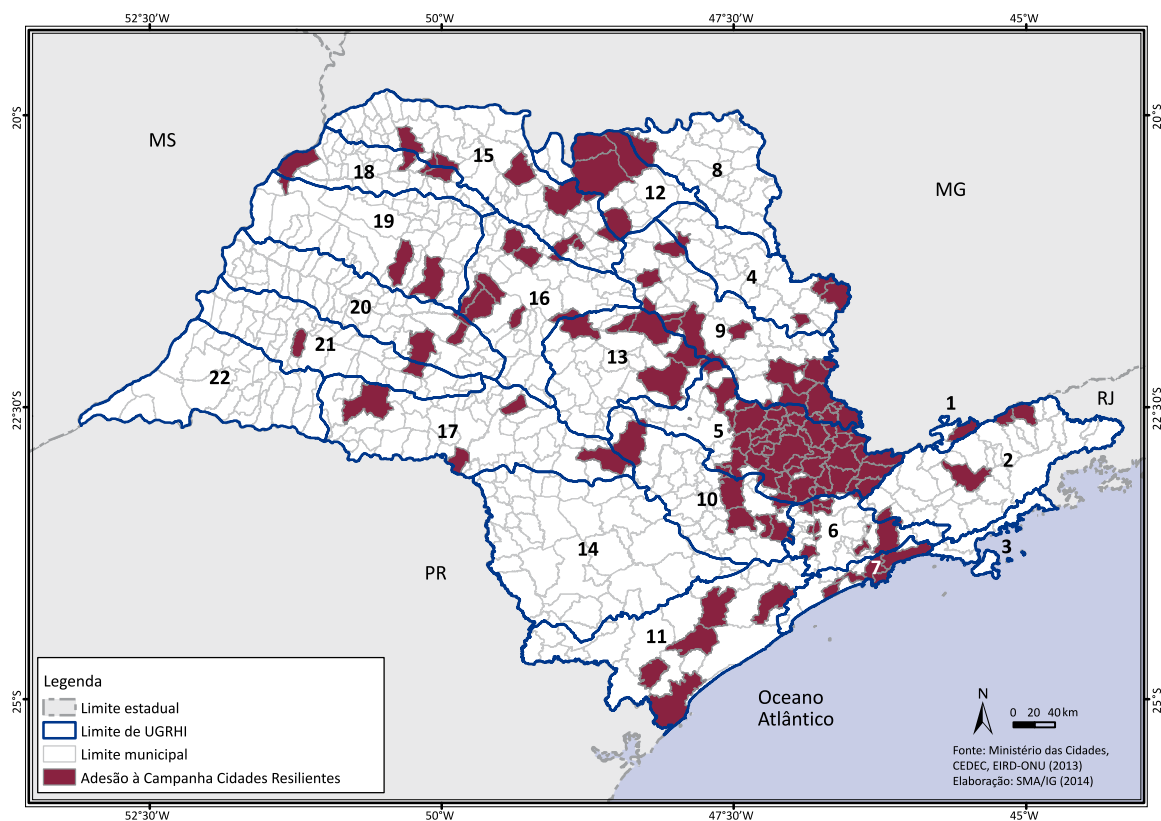 52°30'W 50°W 47°30'W 45°W
20°S
20°S
MS
MG
15
8
18
12
19
4
16
20
9
21
13
22
RJ
1
22°30'S
22°30'S
17
5
2
10
6
3
14
7
PR
11
Legenda
Limite estadual
Limite de UGRHI
Limite municipal
Adesão à Campanha Cidades Resilientes
25°S
25°S
Oceano
Atlântico
N
0 20 40 km
Fonte: Ministério das Cidades,
CEDEC, EIRD-ONU (2013)
Elaboração: SMA/IG (2014)
52°30'W 50°W 47°30'W 45°W